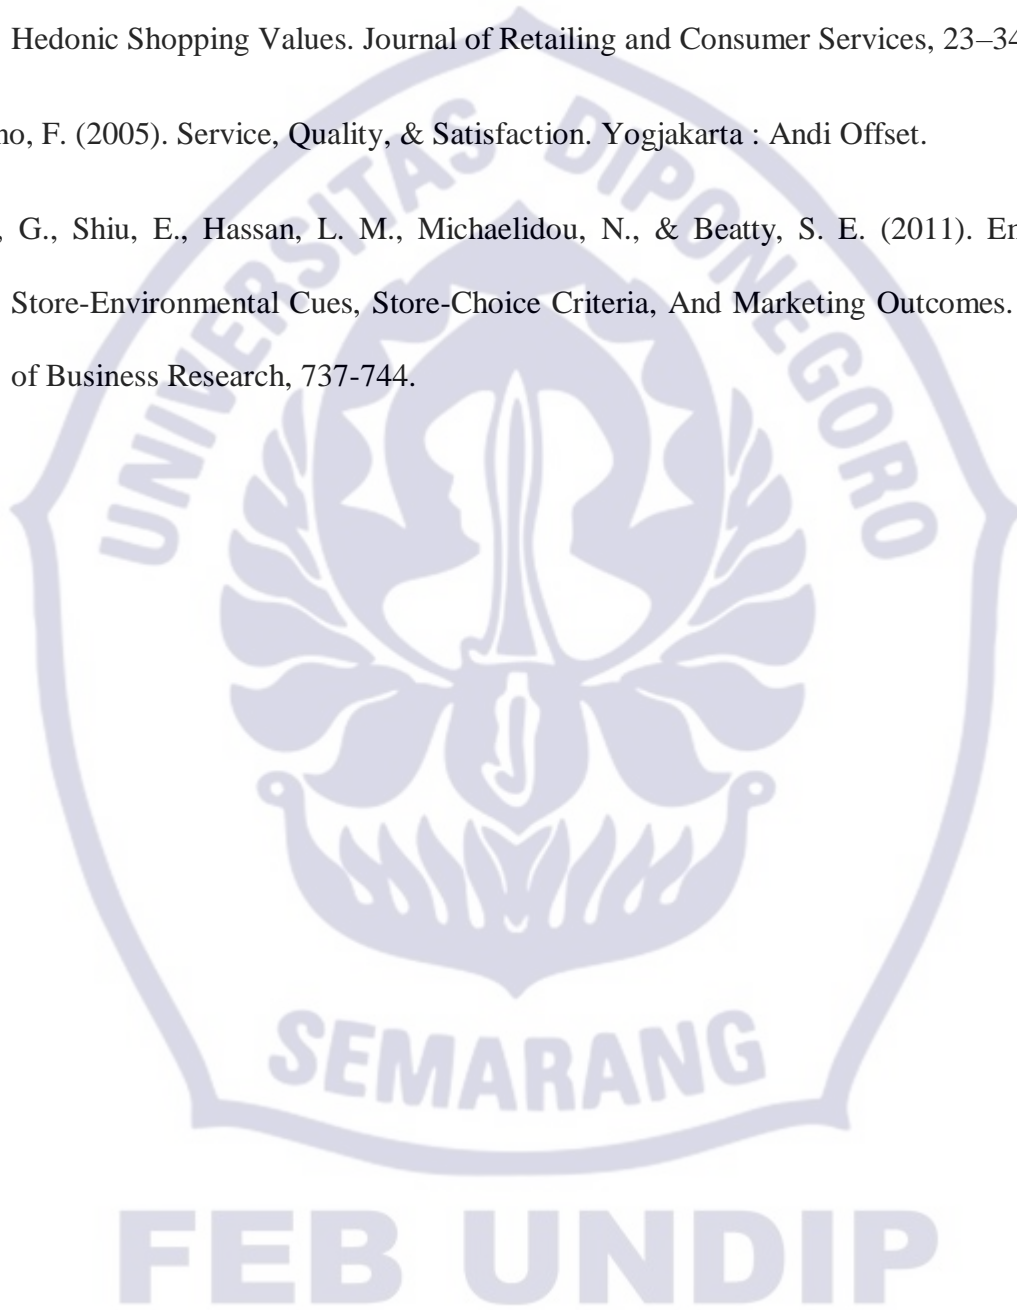 Hedonic Shopping Values. Journal of Retailing and Consumer Services, 23–34
no, F. (2005). Service, Quality, & Satisfaction. Yogjakarta : Andi Offset.
, G., Shiu, E., Hassan, L. M., Michaelidou, N., & Beatty, S. E. (2011).
Store-Environmental Cues, Store-Choice Criteria, And Marketing Outcomes.
of Business Research, 737-744.
UNIVERSITAS DIPONEGORO
SEMARANG
FEB UNDIP